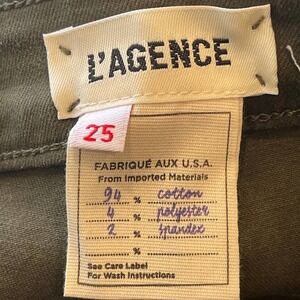 L'AGENCE
25
FABRIQUÉ AUX U.S.A.
From Imported Materials
94 % cotton
4 % polyester
2 % spandex
%
See Care Label
For Wash Instructions